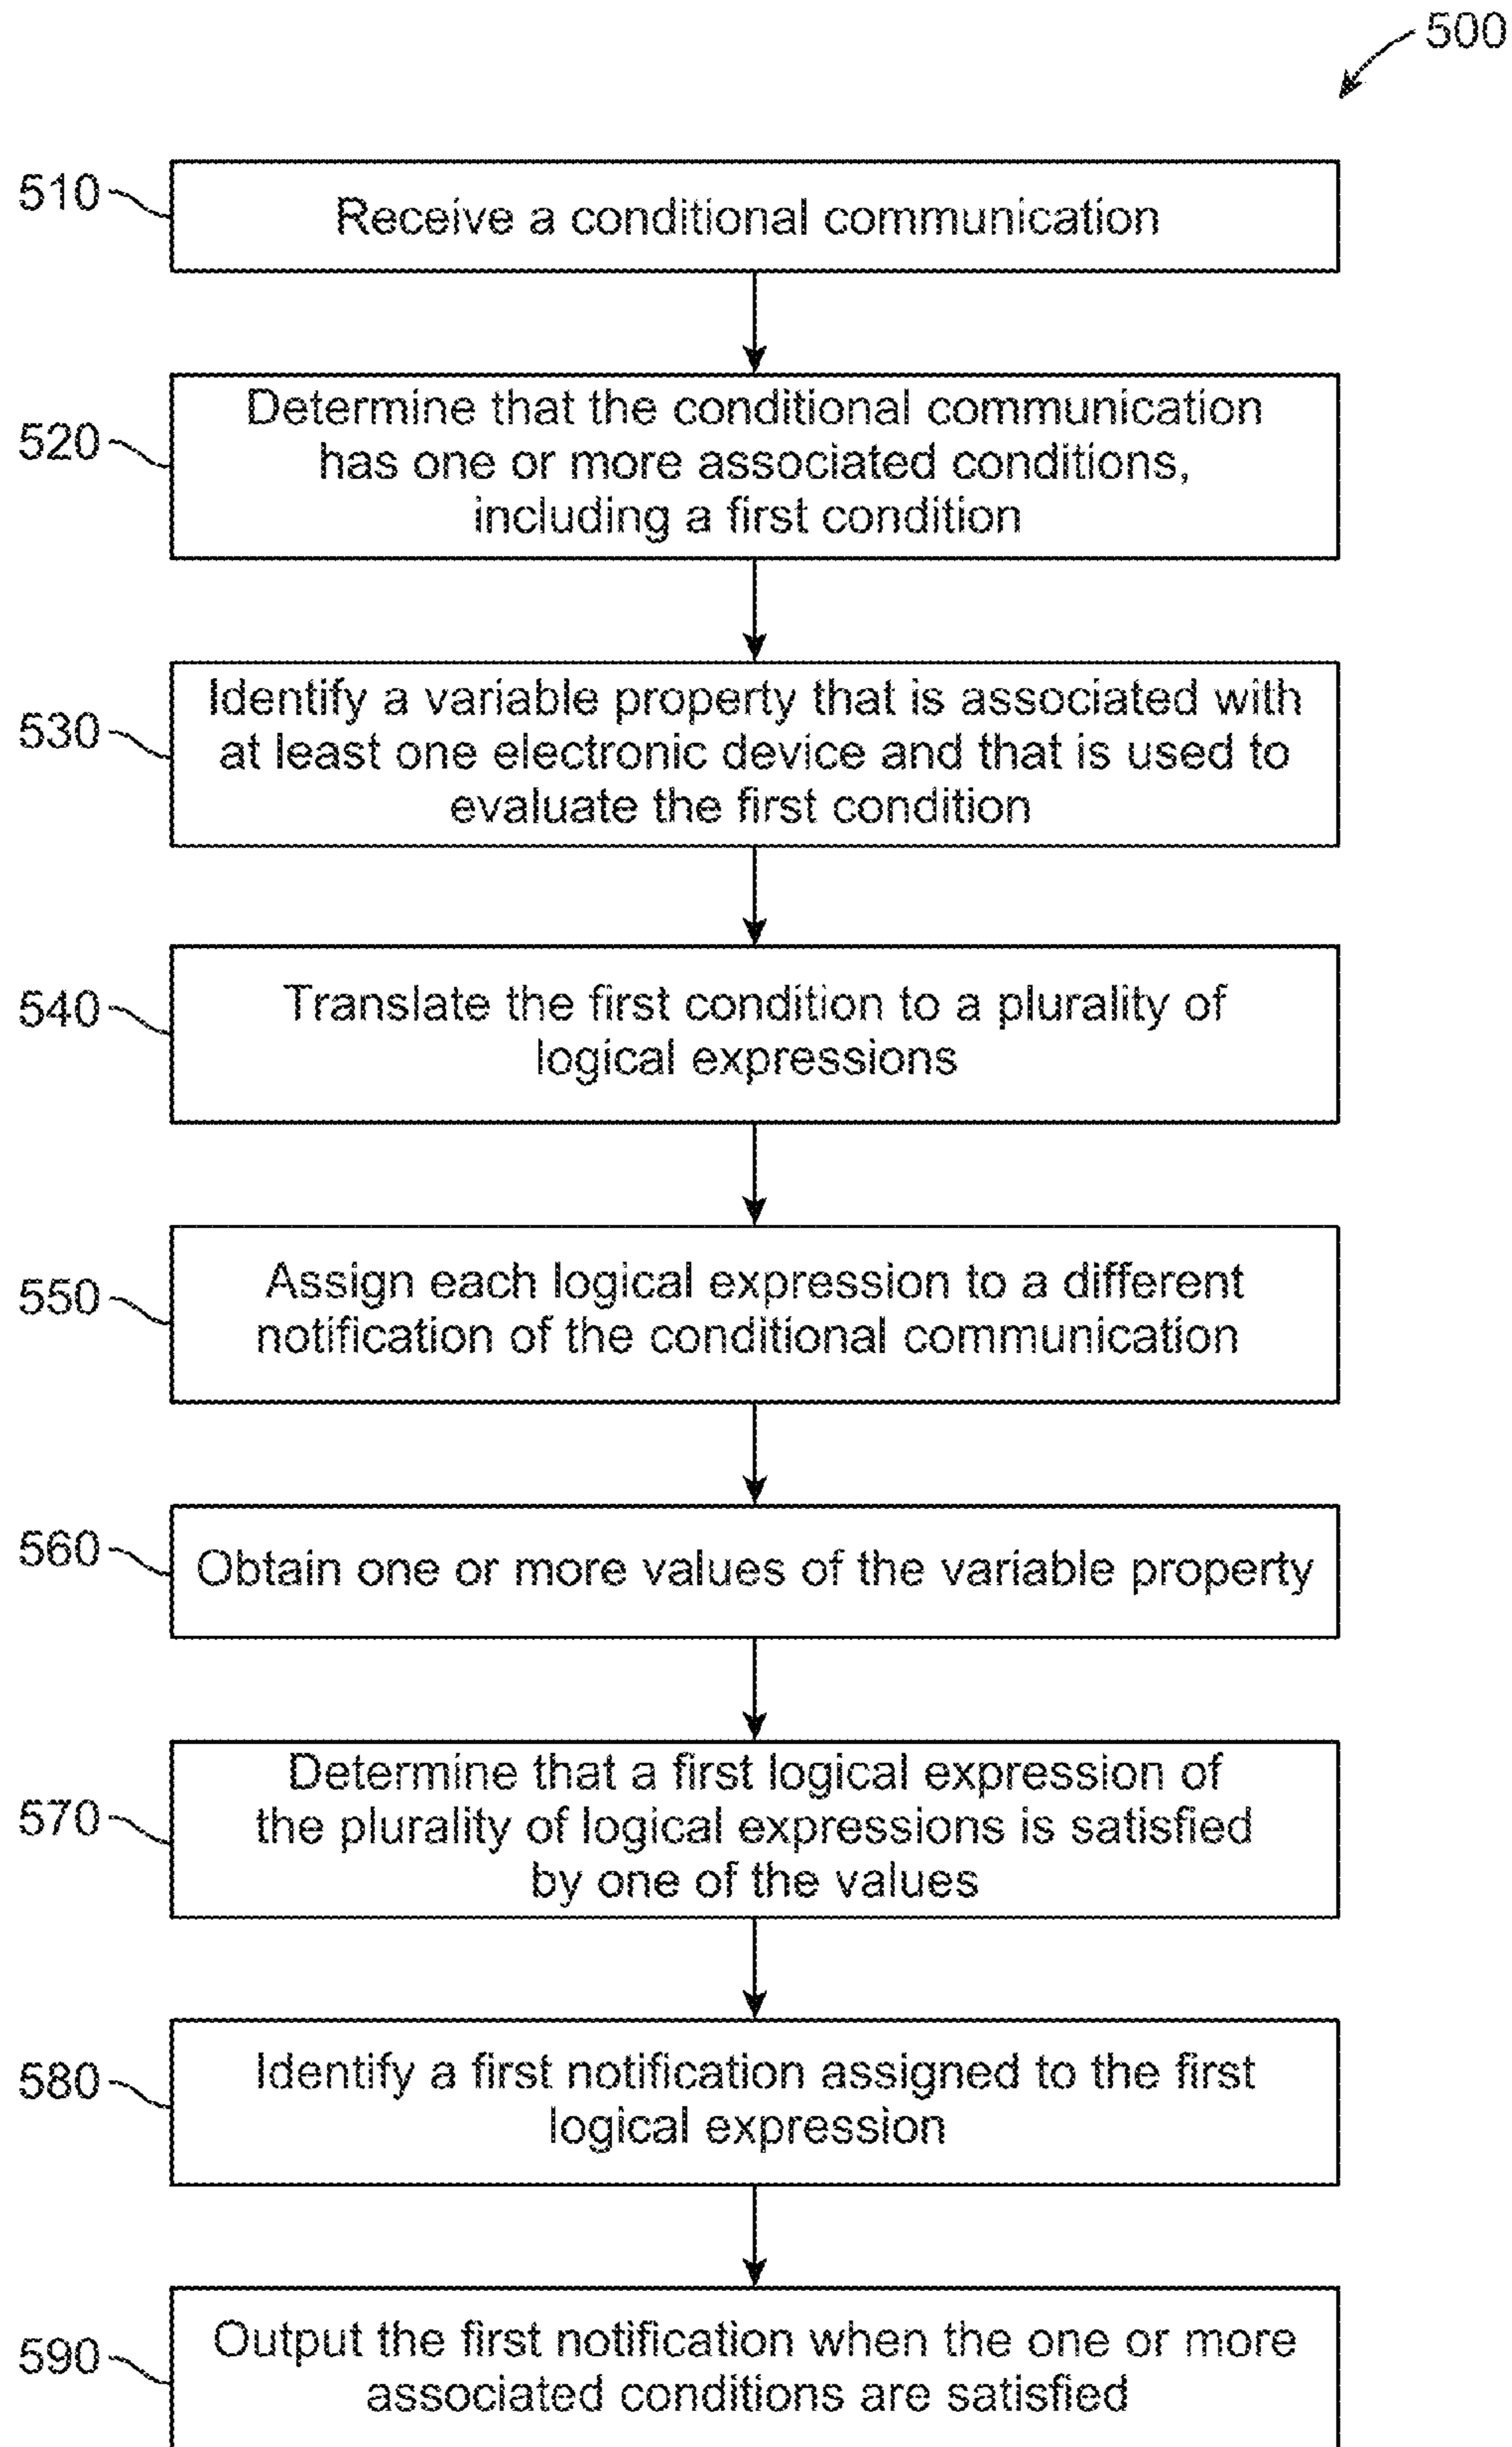 500
510
Receive a conditional communication
520
Determine that the conditional communication
has one or more associated conditions,
including a first condition
530
Identify a variable property that is associated with
at least one electronic device and that is used to
evaluate the first condition
540
Translate the first condition to a plurality of
logical expressions
550
Assign each logical expression to a different
notification of the conditional communication
560
Obtain one or more values of the variable property
570
Determine that a first logical expression of
the plurality of logical expressions is satisfied
by one of the values
580
Identify a first notification assigned to the first
logical expression
590
Output the first notification when the one or more
associated conditions are satisfied